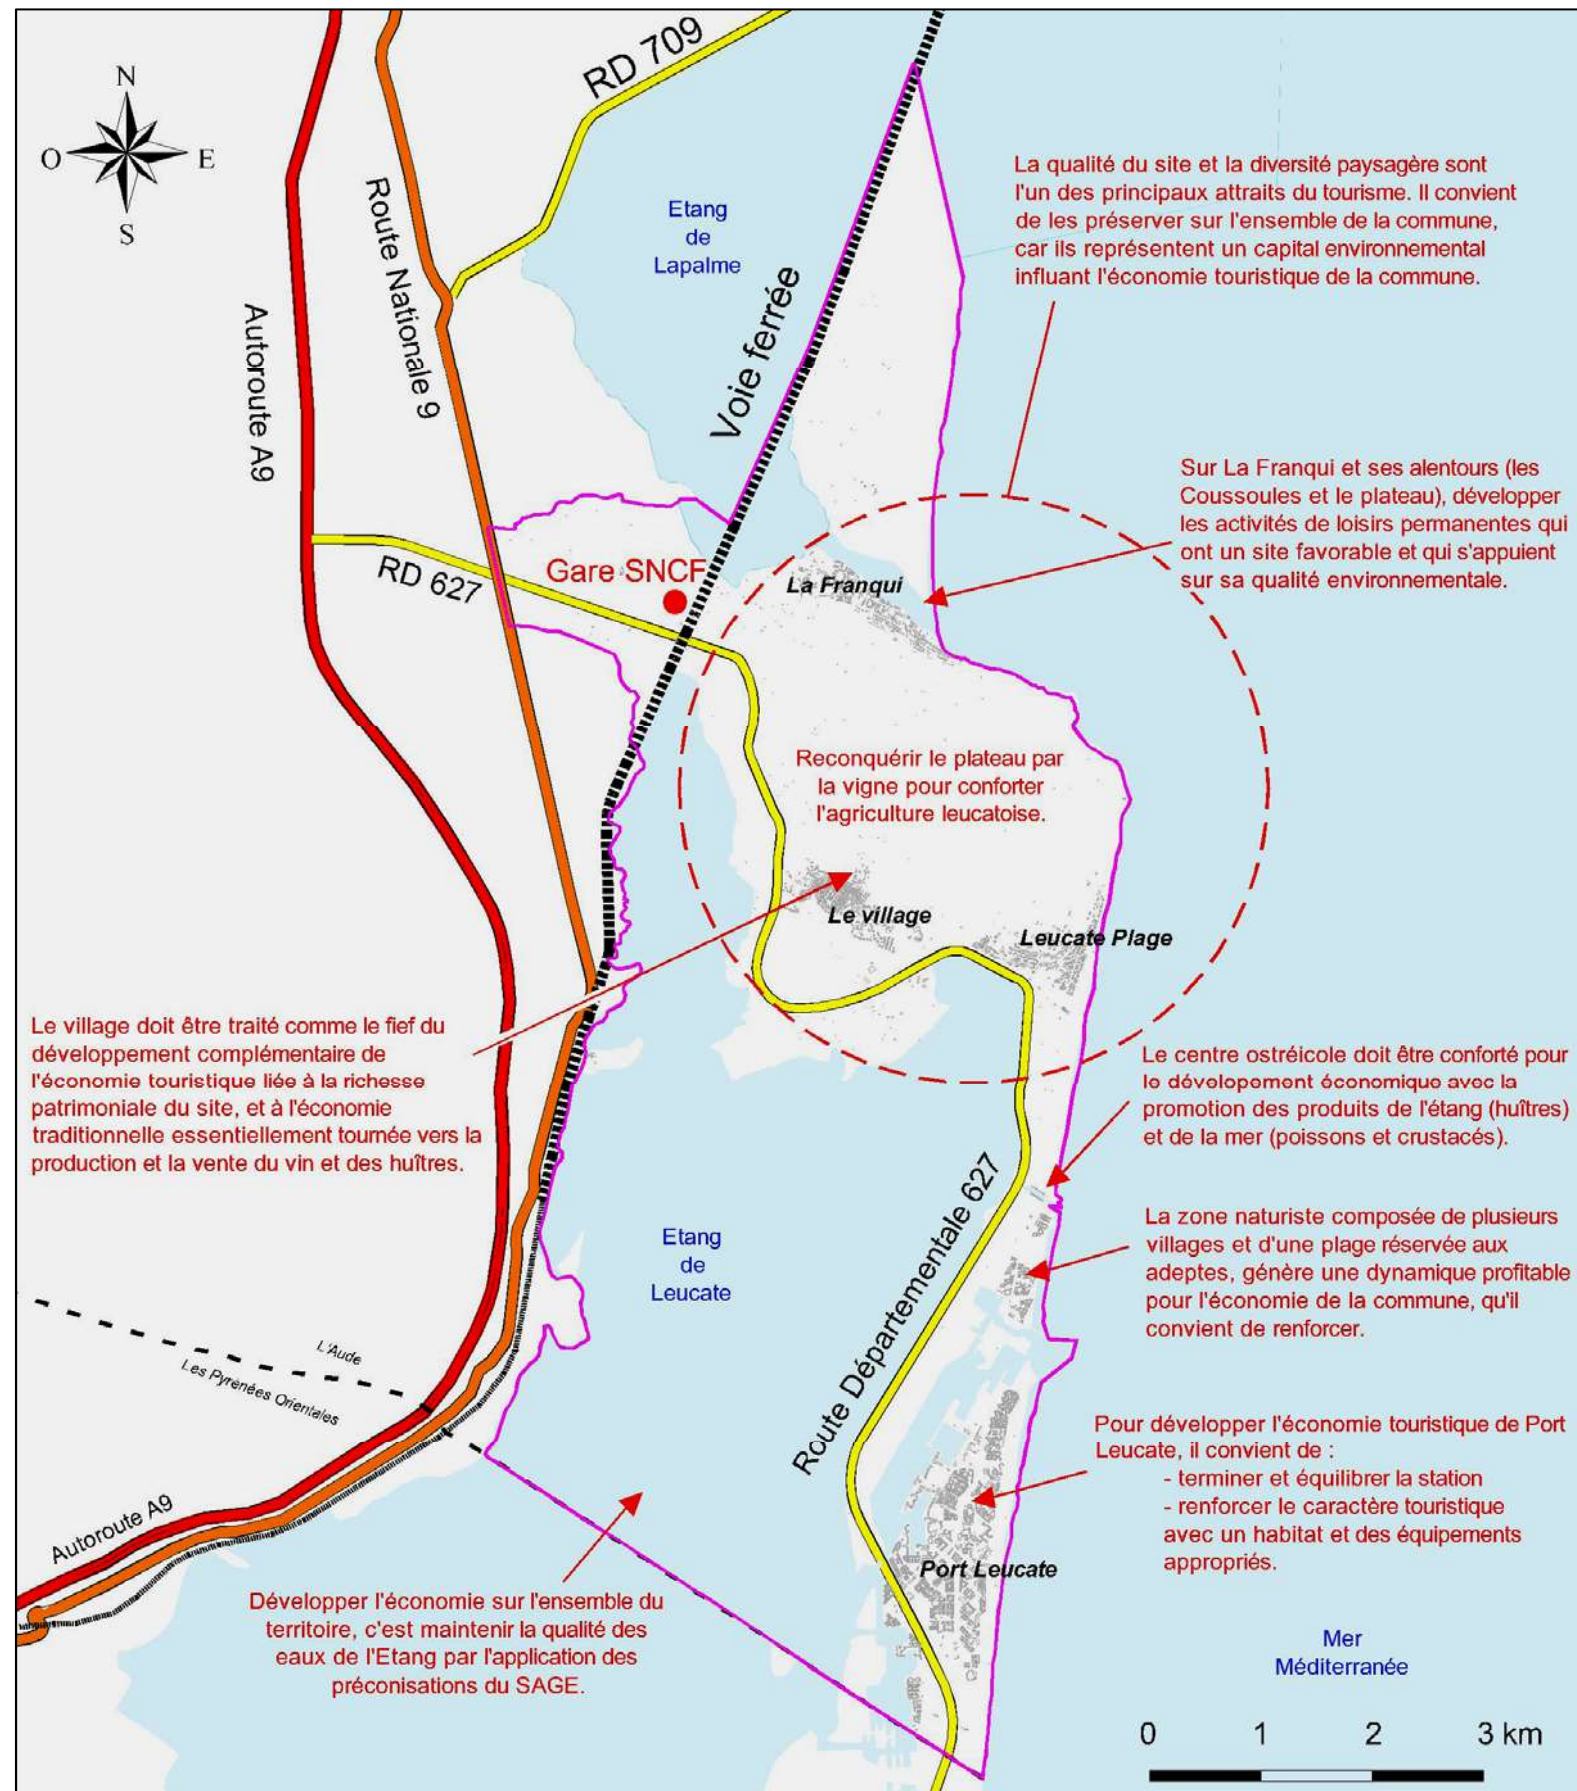 RD 709
N
O
E
S
Etang
de
Lapalme
Route Nationale 9
Autoroute A9
Voie ferrée
La qualité du site et la diversité paysagère sont
l'un des principaux attraits du tourisme. Il convient
de les préserver sur l'ensemble de la commune,
car ils représentent un capital environnemental
influant l'économie touristique de la commune.
Sur La Franqui et ses alentours (les
Coussoules et le plateau), développer
les activités de loisirs permanentes qui
ont un site favorable et qui s'appuient
sur sa qualité environnementale.
RD 627
Gare SNCF
La Franqui
Reconquérir le plateau par
la vigne pour conforter
l'agriculture leucatoise.
Le village
Leucate Plage
Le village doit être traité comme le fief du
développement complémentaire de
l'économie touristique liée à la richesse
patrimoniale du site, et à l'économie
traditionnelle essentiellement tournée vers la
production et la vente du vin et des huîtres.
Le centre ostréicole doit être conforté pour
le dévelopement économique avec la
promotion des produits de l'étang (huîtres)
et de la mer (poissons et crustacés).
Etang
de
Leucate
Route Départementale 627
La zone naturiste composée de plusieurs
villages et d'une plage réservée aux
adeptes, génère une dynamique profitable
pour l'économie de la commune, qu'il
convient de renforcer.
L'Aude
Les Pyrénées Orientales
Pour développer l'économie touristique de Port
Leucate, il convient de :
- terminer et équilibrer la station
- renforcer le caractère touristique
avec un habitat et des équipements
appropriés.
Autoroute A9
Port Leucate
Développer l'économie sur l'ensemble du
territoire, c'est maintenir la qualité des
eaux de l'Etang par l'application des
préconisations du SAGE.
Mer
Méditerranée
0 1 2 3 km